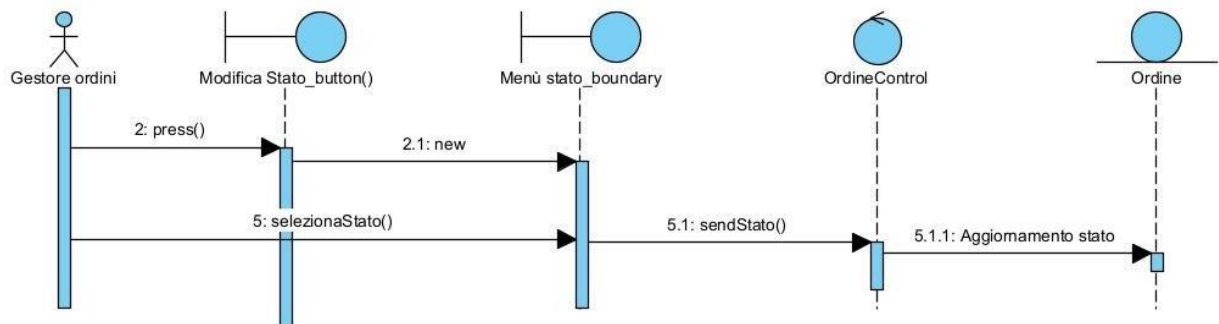 Gestore ordini
Modifica Stato_button()
Menù stato_boundary
OrdineControl
Ordine
2: press()
2.1: new
5: selezionaStato()
5.1: sendStato()
5.1.1: Aggiornamento stato